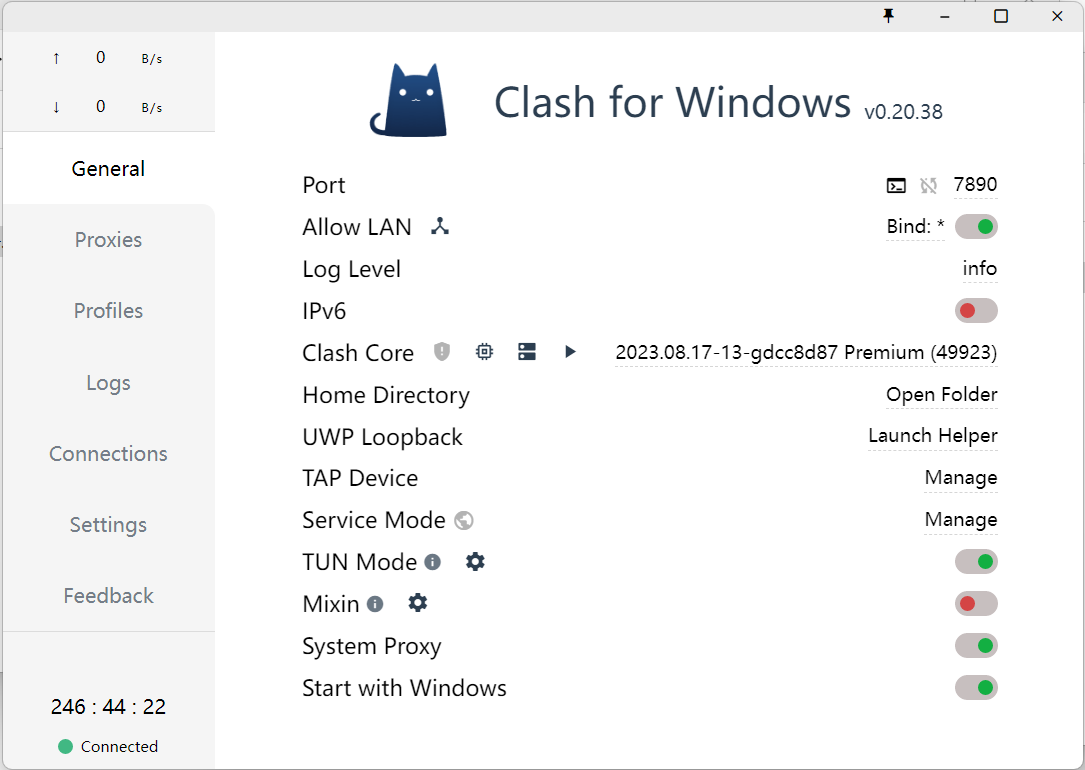 ↑ 0 B/s
↓ 0 B/s
General
Proxies
Profiles
Logs
Connections
Settings
Feedback
246 : 44 : 22
Connected
Clash for Windows v0.20.38
Port 7890
Allow LAN Bind: *
Log Level info
IPv6
Clash Core 2023.08.17-13-gdcc8d87 Premium (49923)
Home Directory Open Folder
UWP Loopback Launch Helper
TAP Device Manage
Service Mode Manage
TUN Mode
Mixin
System Proxy
Start with Windows